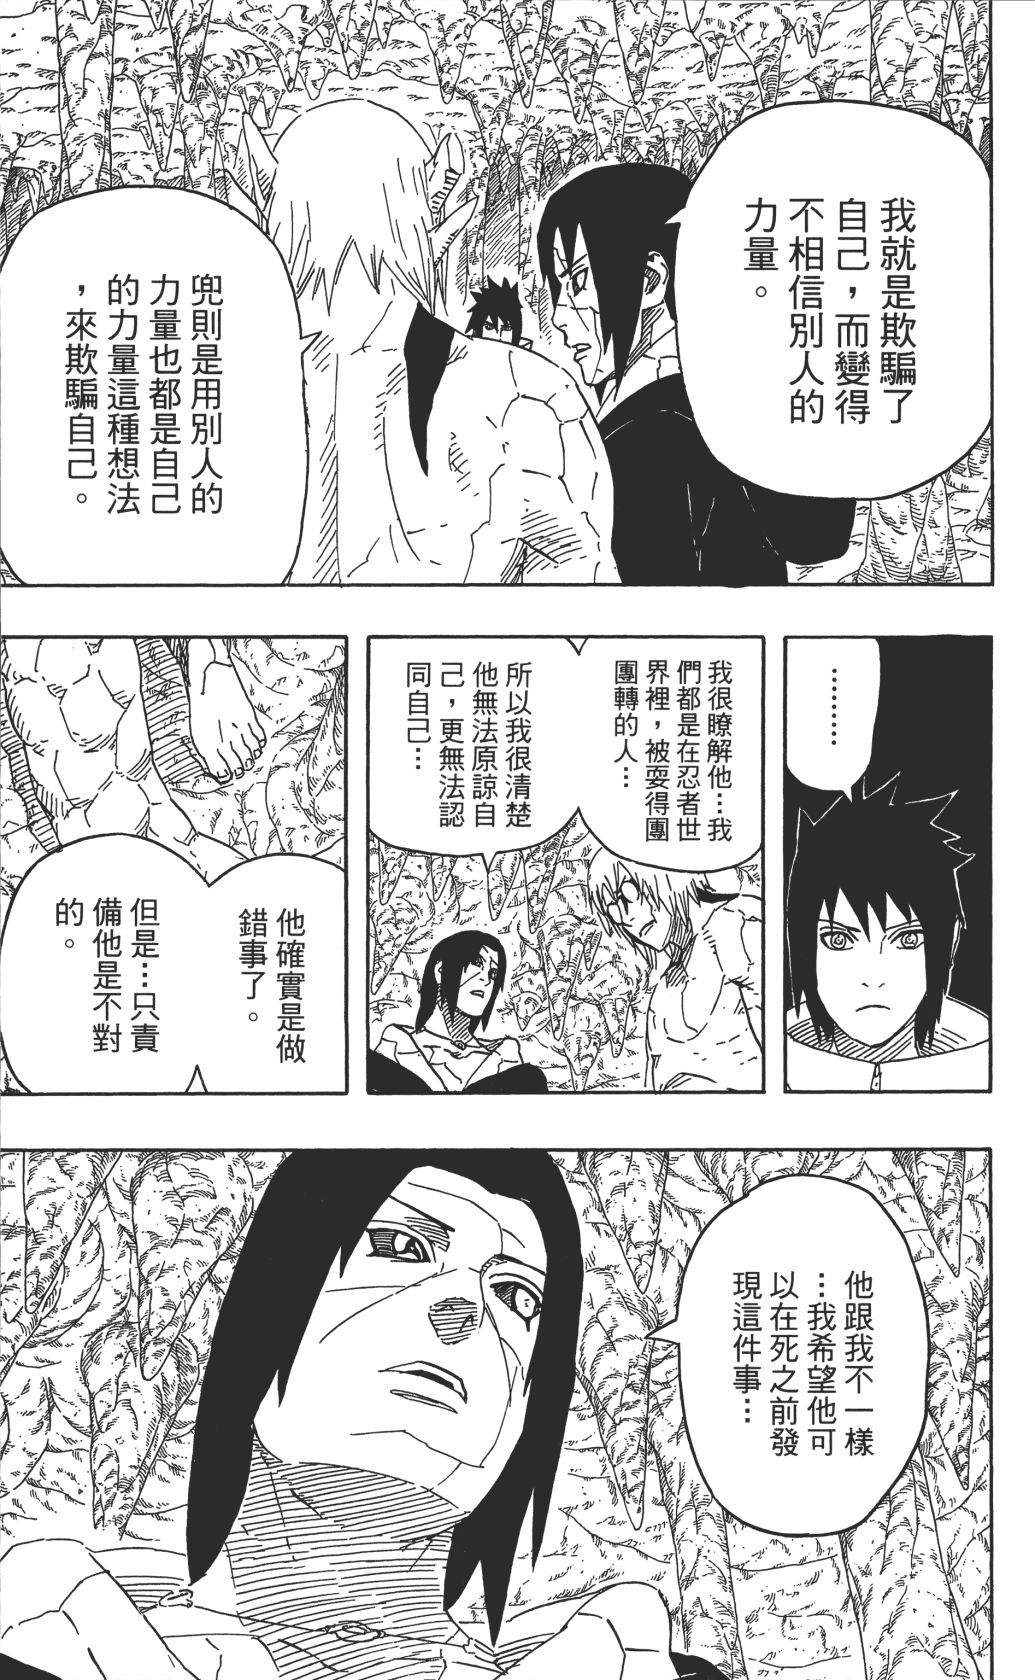 我就是欺騙了
自己，而變得
不相信別人的
力量。
兜則是用別人的
力量也都是自己
的力量這種想法
，來欺騙自己。
………
我很瞭解他…我
們都是在忍者世
界裡，被耍得團
團轉的人…
所以我很清楚
他無法原諒自
己，更無法認
同自己…
他確實是做
錯事了。
但是…只責
備他是不對
的。
他跟我不一樣
…我希望他可
以在死之前發
現這件事…